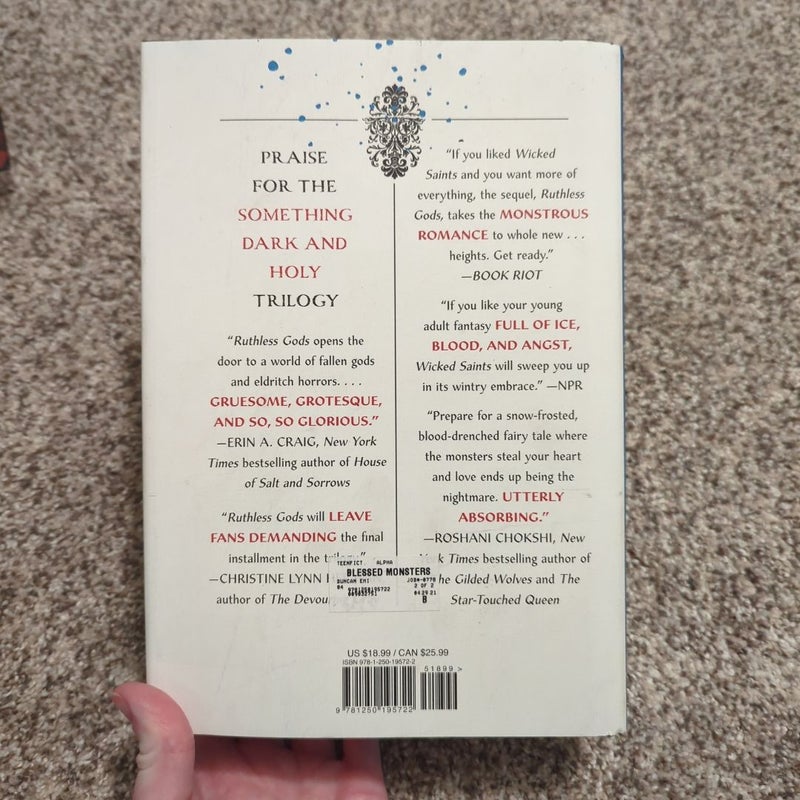 PRAISE
FOR THE
SOMETHING
DARK AND
HOLY
TRILOGY
“Ruthless Gods opens the
door to a world of fallen gods
and eldritch horrors. . . .
GRUESOME, GROTESQUE,
AND SO, SO GLORIOUS.”
—ERIN A. CRAIG, New York
Times bestselling author of House
of Salt and Sorrows
“Ruthless Gods will LEAVE
FANS DEMANDING the final
installment in the
—CHRISTINE LYNN
author of The
“If you liked Wicked
Saints and you want more of
everything, the sequel, Ruthless
Gods, takes the MONSTROUS
ROMANCE to whole new . . .
heights. Get ready.”
—BOOK RIOT
“If you like your young
adult fantasy FULL OF ICE,
BLOOD, AND ANGST,
Wicked Saints will sweep you up
in its wintry embrace.” —NPR
“Prepare for a snow-frosted,
blood-drenched fairy tale where
the monsters steal your heart
and love ends up being the
nightmare. UTTERLY
ABSORBING.”
—ROSHANI CHOKSHI, New
Times bestselling author of
Gilded Wolves and The
Star-Touched Queen
TEENFICT ALPHA
BLESSED MONSTERS
DUNCAN EMI
2 OF 2
04 29 21
B
US $18.99 / CAN $25.99
ISBN 978-1-250-19572-2
51899 >
9 781250 195722